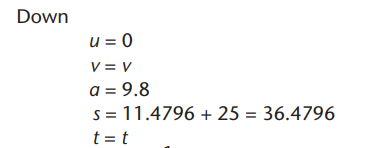 Down
u = 0
v = v
a = 9.8
s = 11.4796 + 25 = 36.4796
t = t